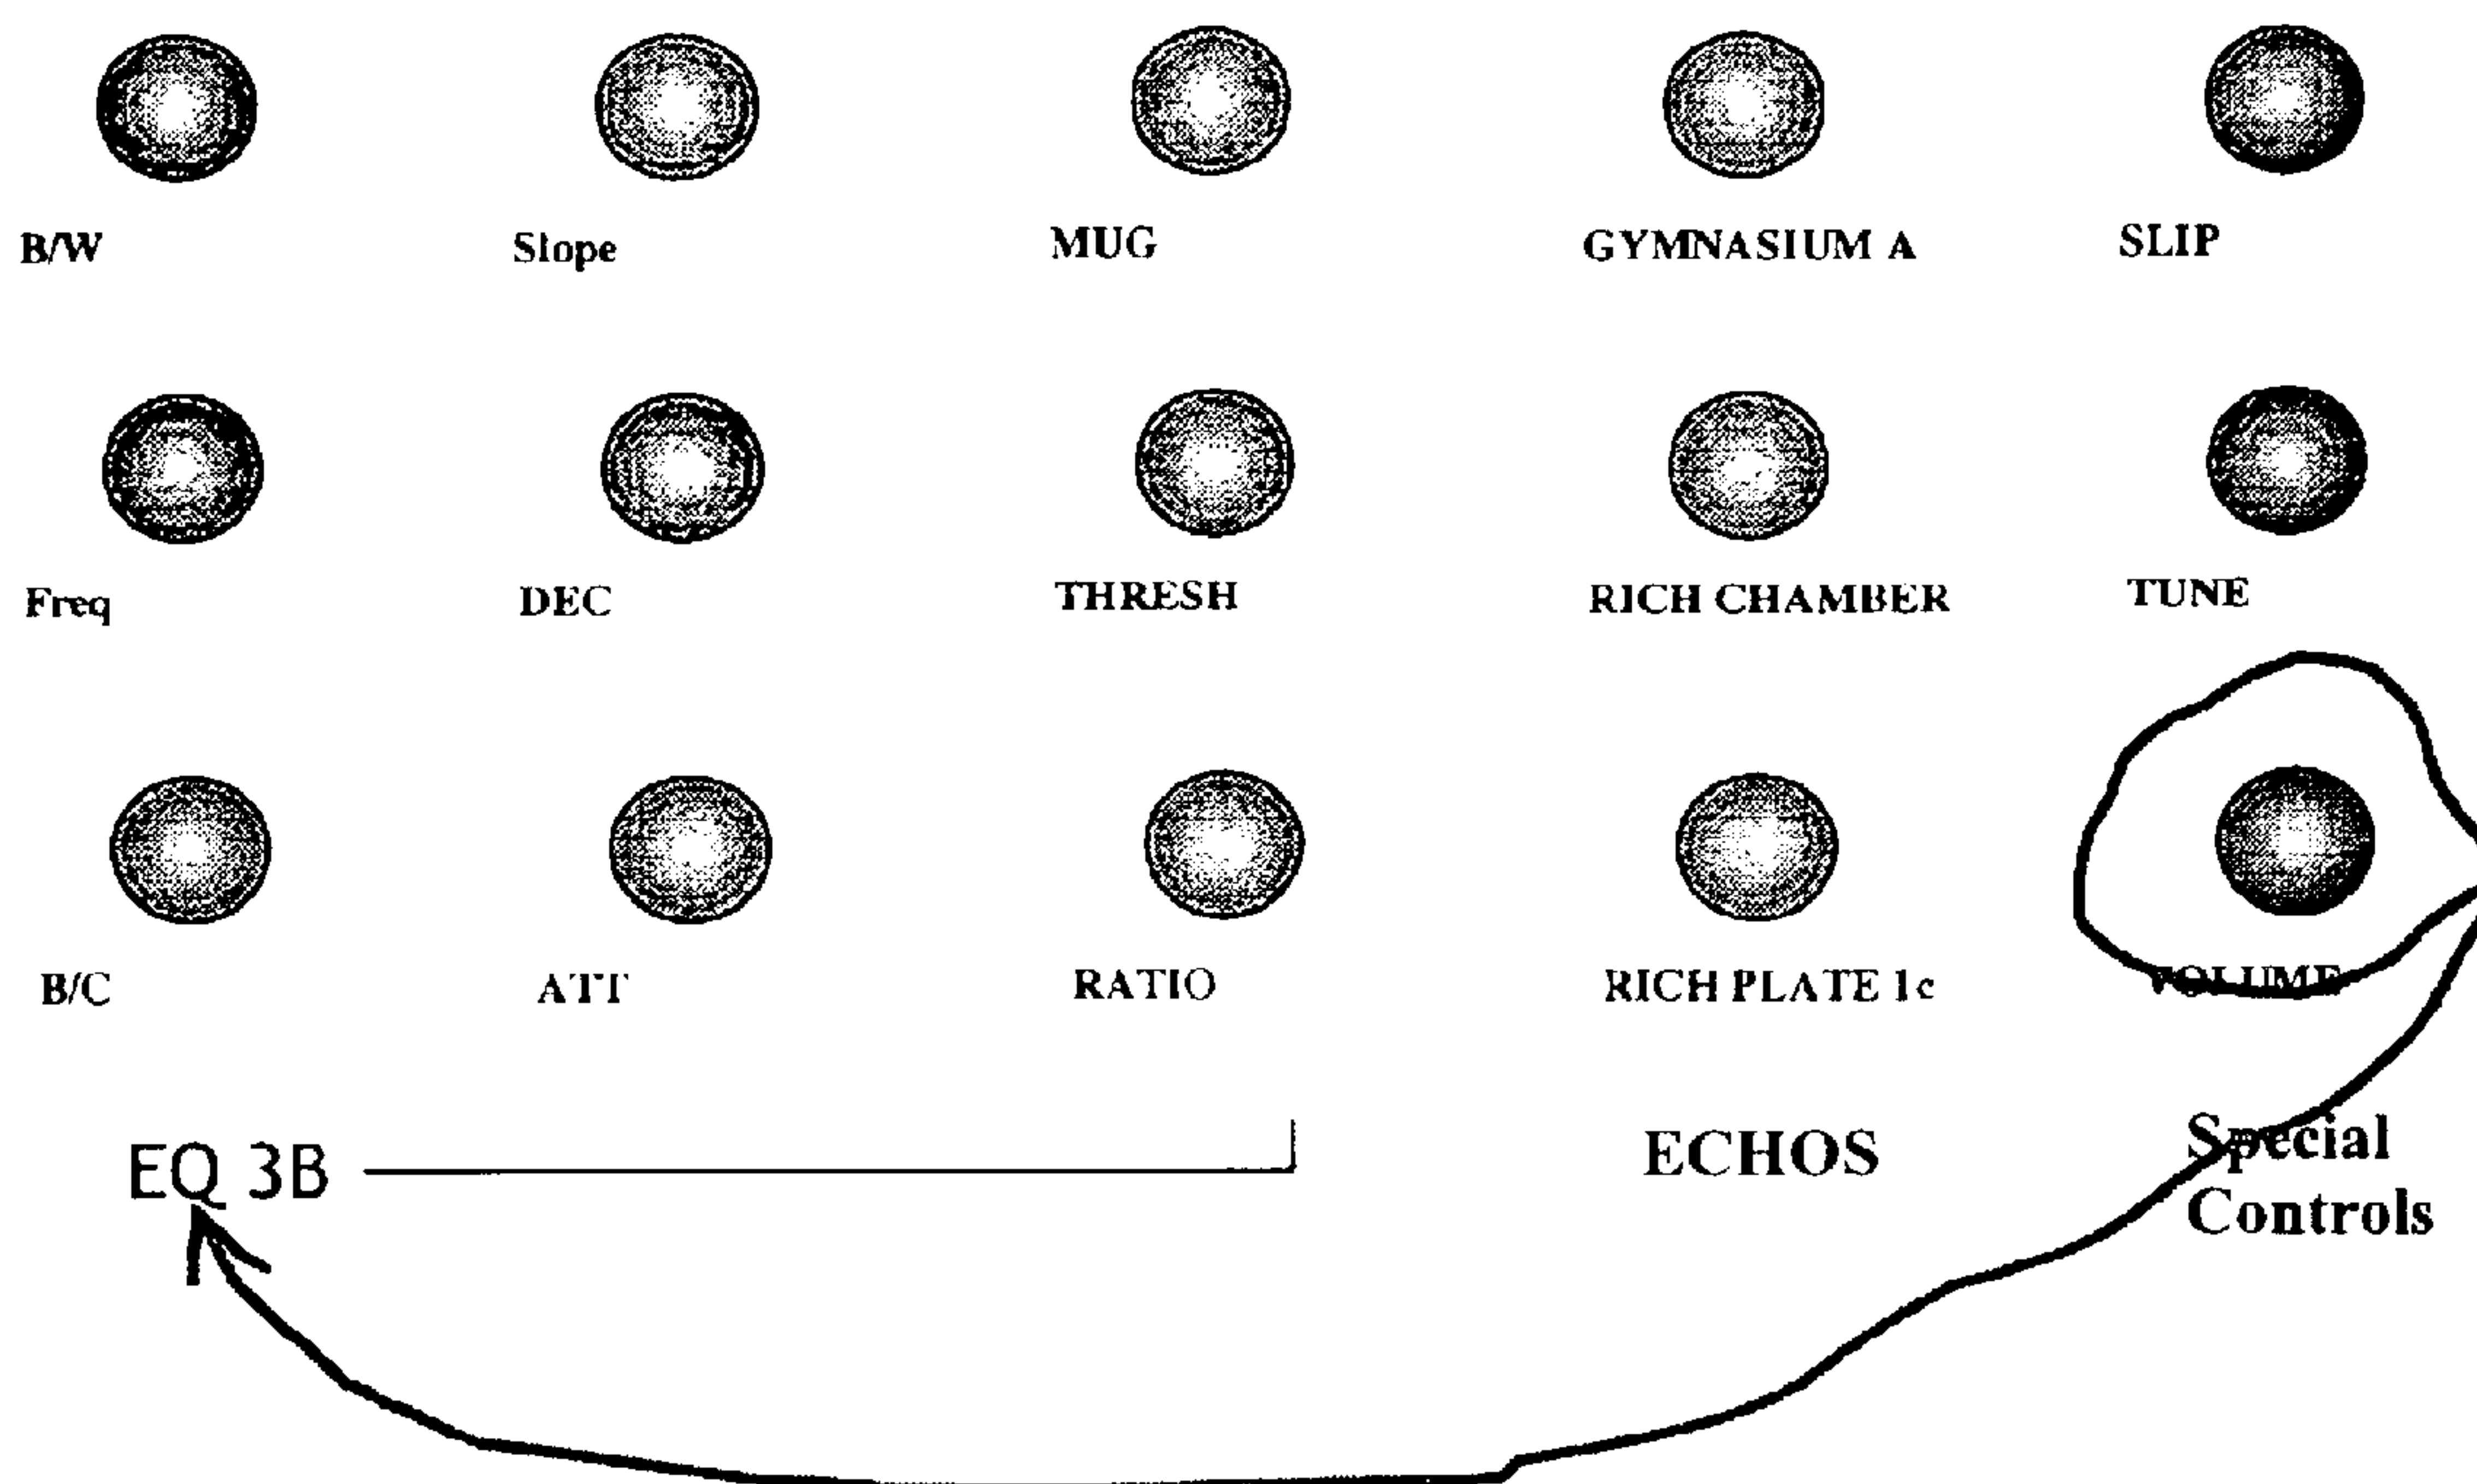 B/W Slope MUG GYMNASIUM A SLIP
Freq DEC THRESH RICH CHAMBER TUNE
B/C ATT RATIO RICH PLATE 1c VOLUME
EQ 3B ECHOS Special
Controls